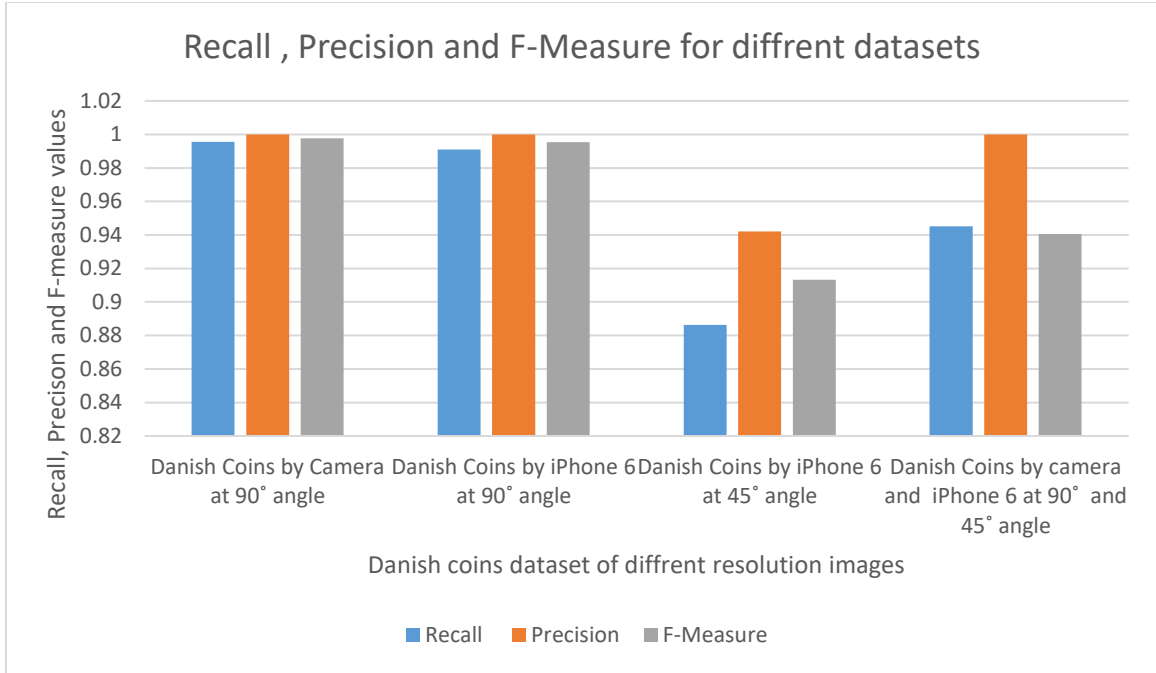 Recall , Precision and F-Measure for diffrent datasets
Recall, Precison and F-measure values
1.02
1
0.98
0.96
0.94
0.92
0.9
0.88
0.86
0.84
0.82
Danish Coins by Camera
at 90˚ angle
Danish Coins by iPhone 6
at 90˚ angle
Danish Coins by iPhone 6
at 45˚ angle
Danish Coins by camera
and iPhone 6 at 90˚ and
45˚ angle
Danish coins dataset of diffrent resolution images
Recall
Precision
F-Measure